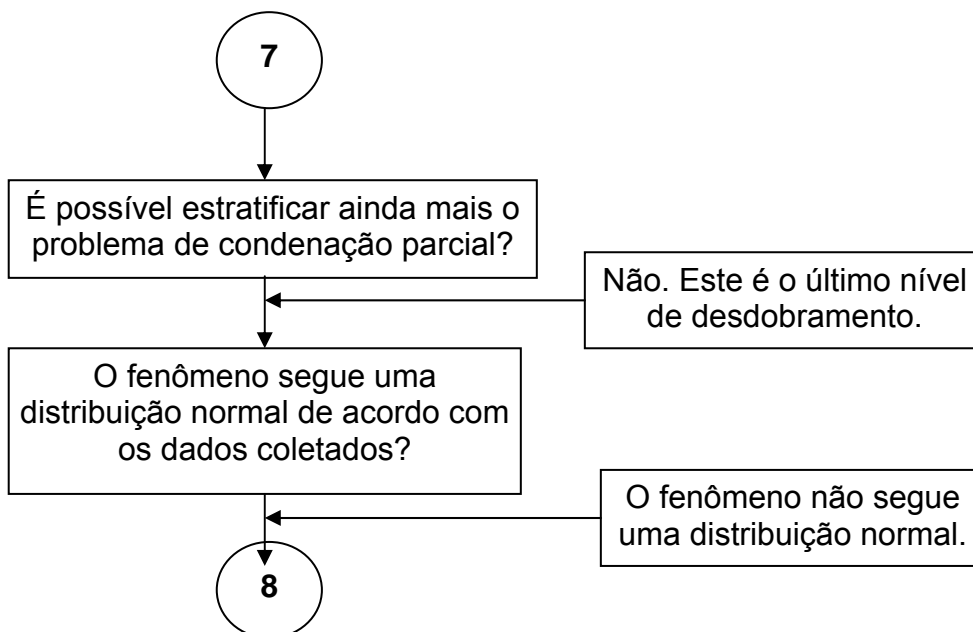 7
É possível estratificar ainda mais o
problema de condenação parcial?
Não. Este é o último nível
de desdobramento.
O fenômeno segue uma
distribuição normal de acordo com
os dados coletados?
O fenômeno não segue
uma distribuição normal.
8